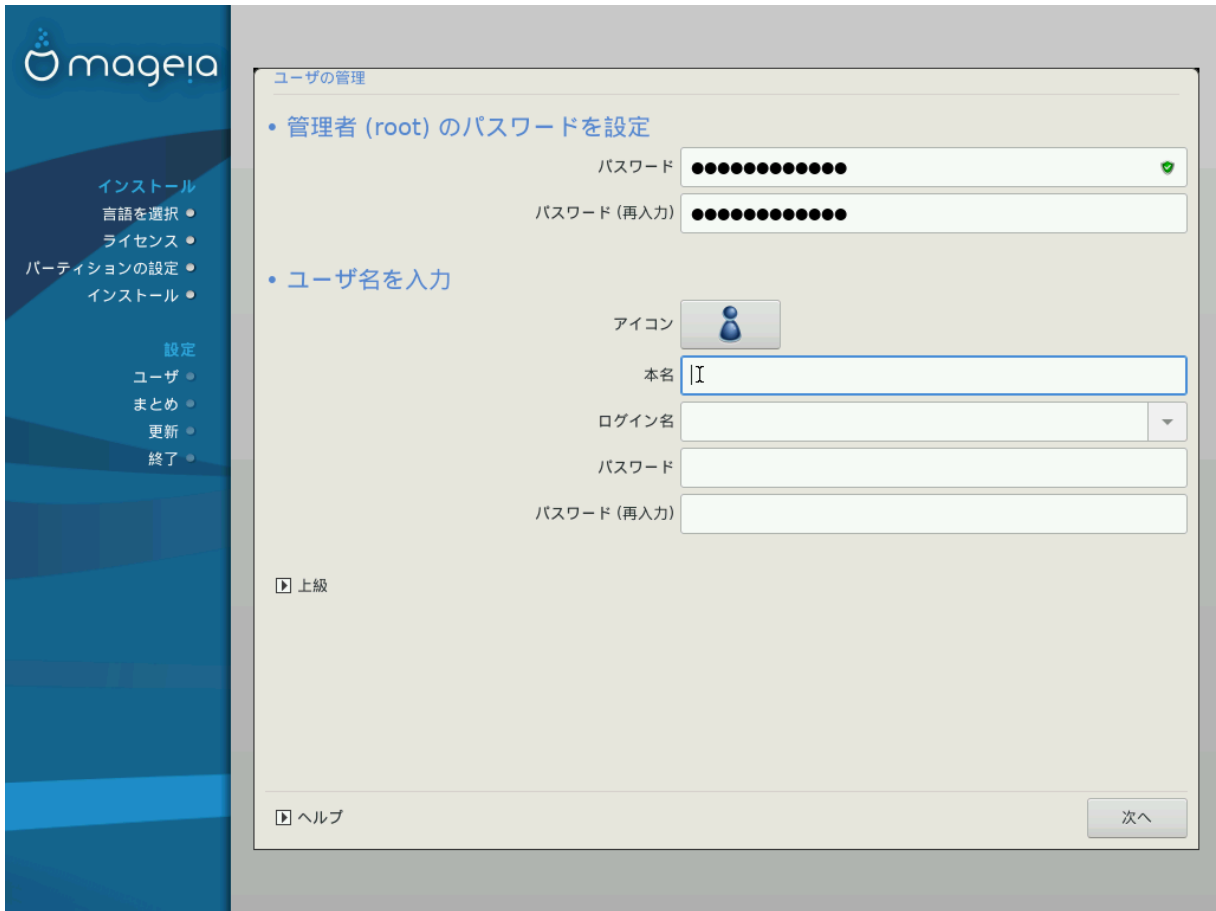 mageia
インストール
言語を選択
ライセンス
パーティションの設定
インストール
設定
ユーザ
まとめ
更新
終了
ユーザの管理
• 管理者 (root) のパスワードを設定
パスワード ●●●●●●●●●●●●
パスワード (再入力) ●●●●●●●●●●●●
• ユーザ名を入力
アイコン
本名
ログイン名
パスワード
パスワード (再入力)
上級
ヘルプ
次へ